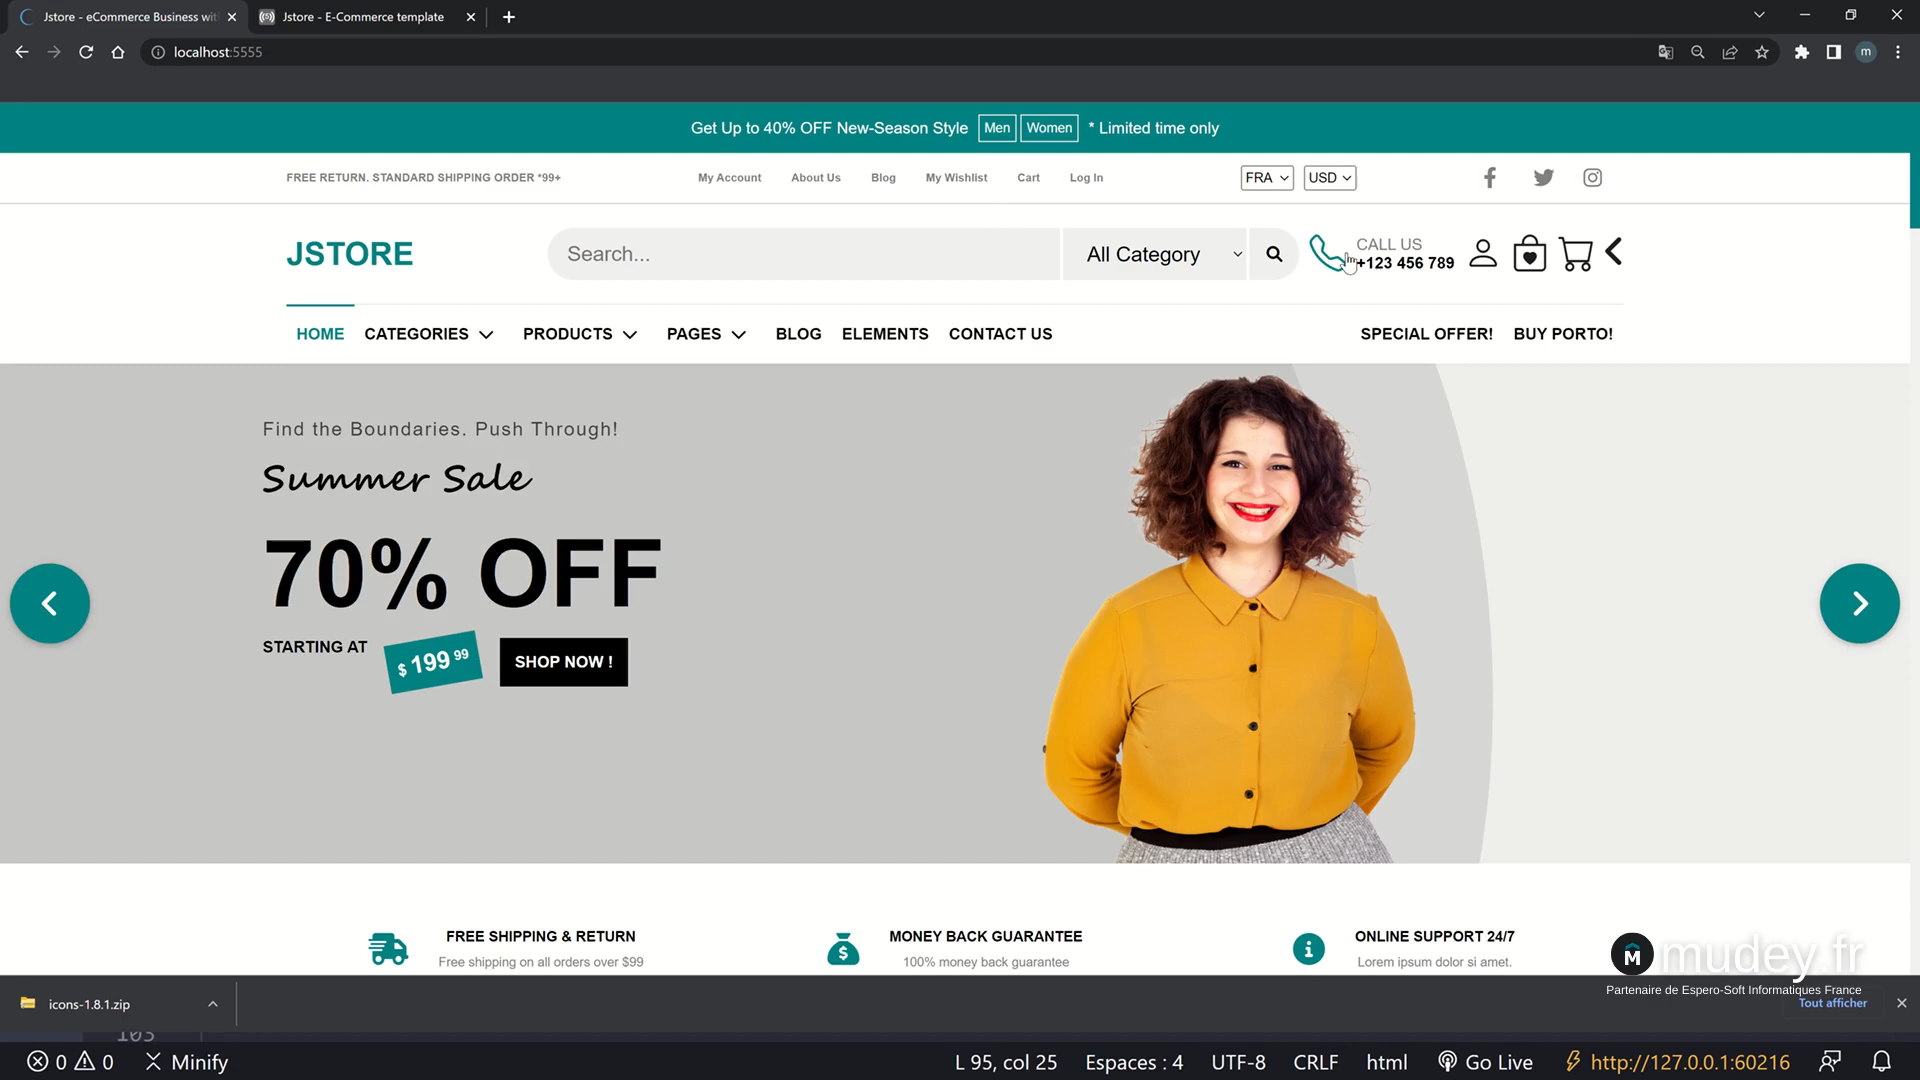 Jstore - eCommerce Business wit
Jstore - E-Commerce template
localhost:5555
m
Get Up to 40% OFF New-Season Style Men Women * Limited time only
FREE RETURN. STANDARD SHIPPING ORDER *99+
My Account About Us Blog My Wishlist Cart Log In
FRA USD
JSTORE
Search...
All Category
CALL US
+123 456 789
HOME CATEGORIES PRODUCTS PAGES BLOG ELEMENTS CONTACT US
SPECIAL OFFER! BUY PORTO!
Find the Boundaries. Push Through!
Summer Sale
70% OFF
STARTING AT
$ 199 99
SHOP NOW !
FREE SHIPPING & RETURN
Free shipping on all orders over $99
MONEY BACK GUARANTEE
100% money back guarantee
ONLINE SUPPORT 24/7
Lorem ipsum dolor si amet.
M mudey.fr
Partenaire de Espero-Soft Informatiques France
icons-1.8.1.zip
Tout afficher
103
0 0 Minify
L 95, col 25 Espaces : 4 UTF-8 CRLF html Go Live http://127.0.0.1:60216